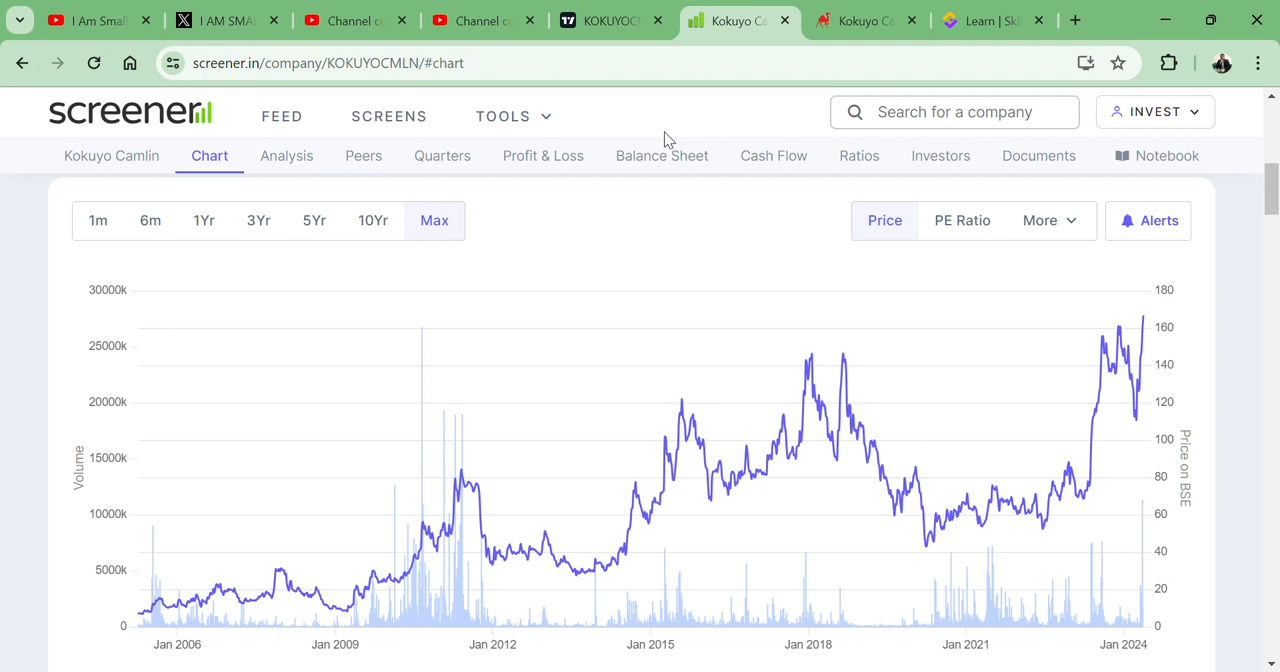 I Am Small
I AM SMA
Channel co
Channel co
KOKUYOC
Kokuyo Ca
Kokuyo Ca
Learn | Ski
screener.in/company/KOKUYOCMLN/#chart
screener
FEED
SCREENS
TOOLS
Search for a company
INVEST
Kokuyo Camlin
Chart
Analysis
Peers
Quarters
Profit & Loss
Balance Sheet
Cash Flow
Ratios
Investors
Documents
Notebook
1m
6m
1Yr
3Yr
5Yr
10Yr
Max
Price
PE Ratio
More
Alerts
30000k
25000k
20000k
15000k
10000k
5000k
0
Volume
180
160
140
120
100
80
60
40
20
0
Price on BSE
Jan 2006
Jan 2009
Jan 2012
Jan 2015
Jan 2018
Jan 2021
Jan 2024